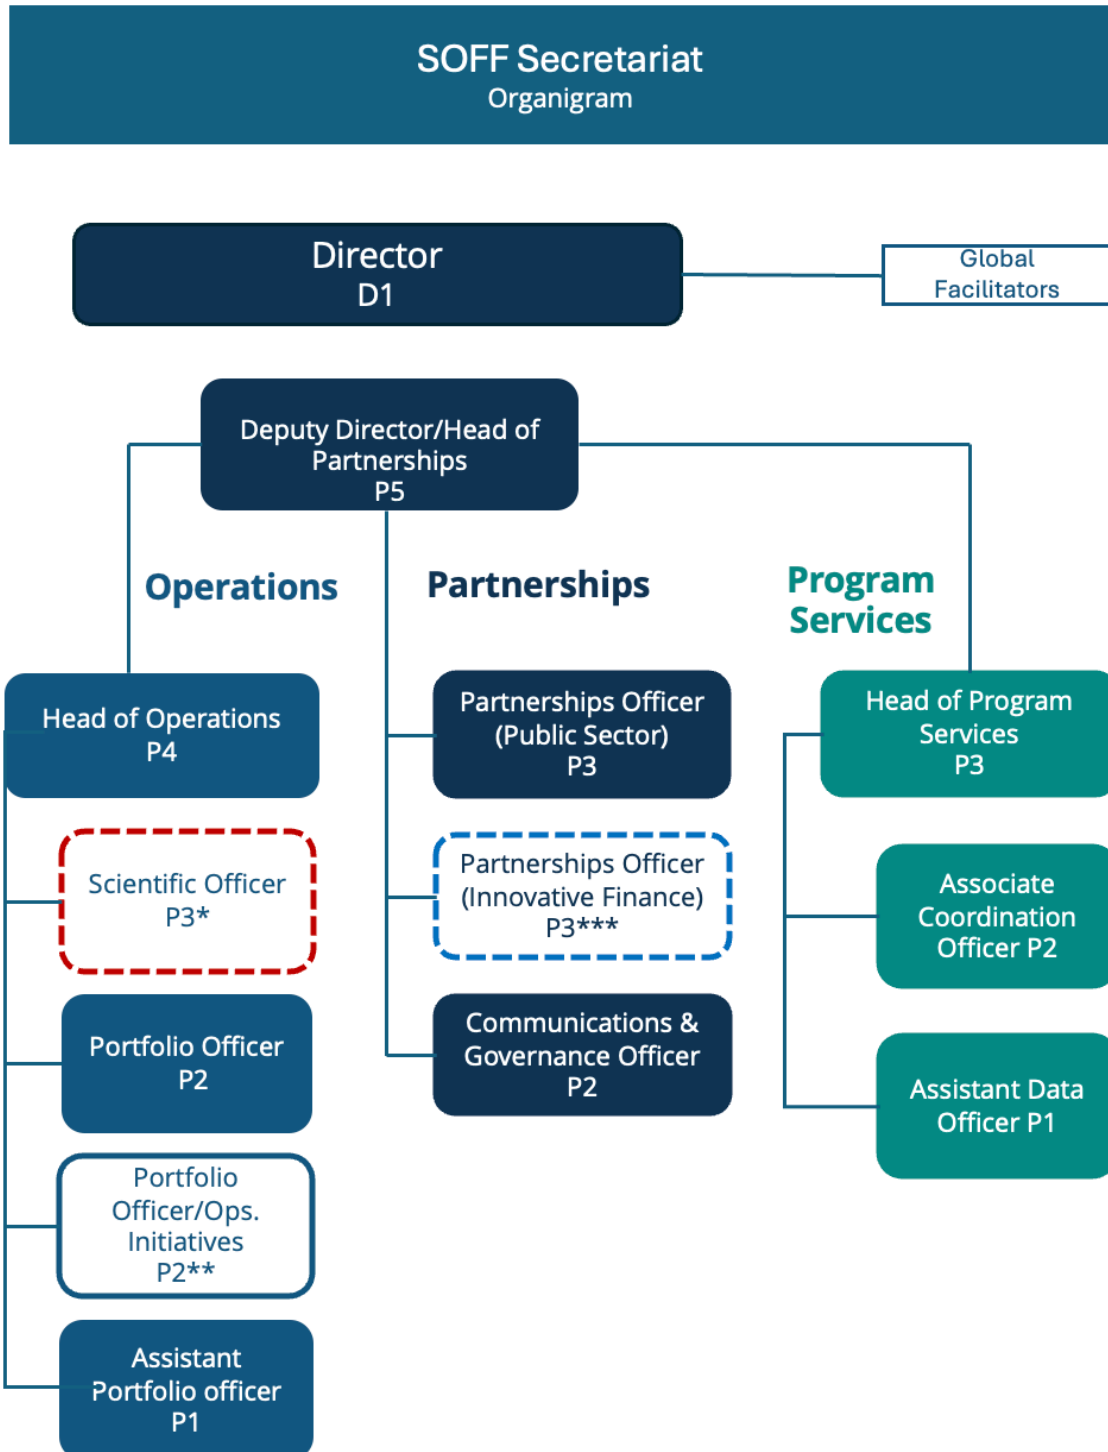 SOFF Secretariat
Organigram
Director
D1
Global
Facilitators
Deputy Director/Head of
Partnerships
P5
Operations
Partnerships
Program
Services
Head of Operations
P4
Scientific Officer
P3*
Portfolio Officer
P2
Portfolio
Officer/Ops.
Initiatives
P2**
Assistant
Portfolio officer
P1
Partnerships Officer
(Public Sector)
P3
Partnerships Officer
(Innovative Finance)
P3***
Communications &
Governance Officer
P2
Head of Program
Services
P3
Associate
Coordination
Officer P2
Assistant Data
Officer P1